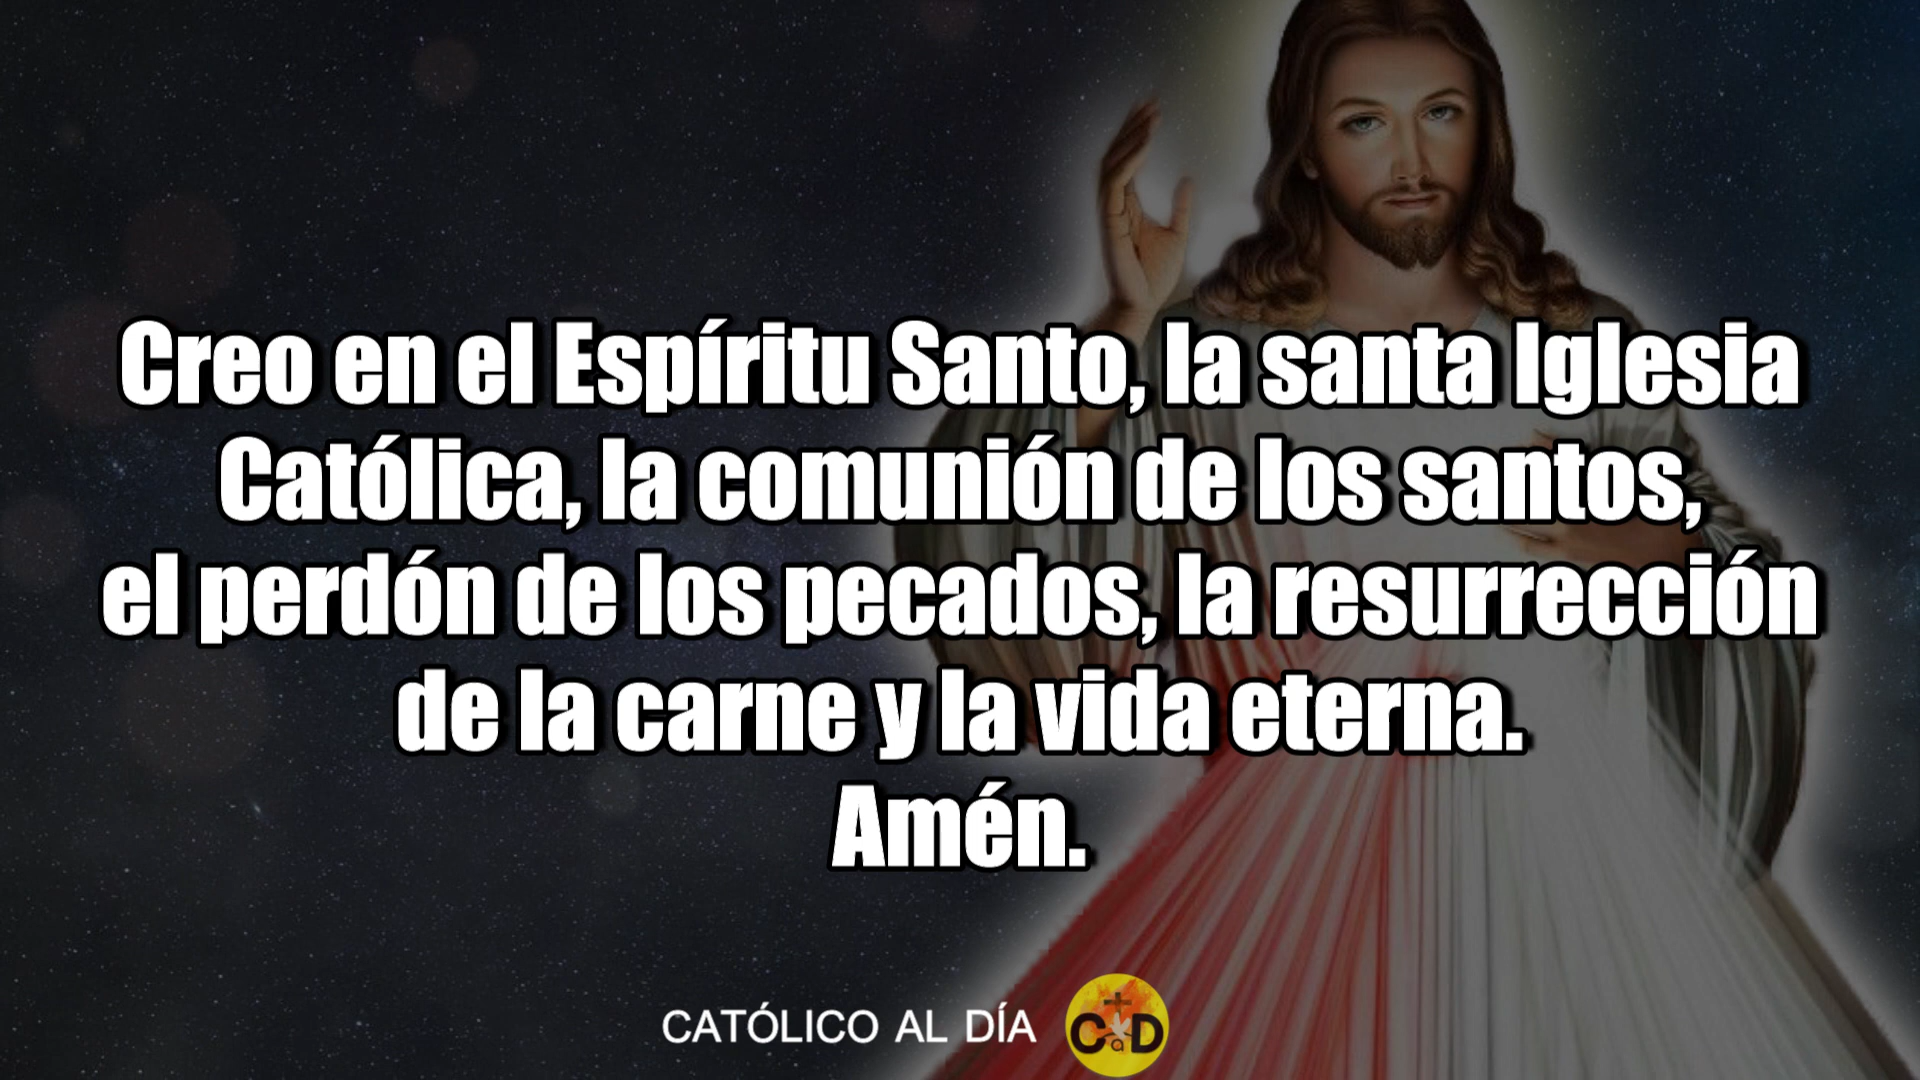 Creo en el Espíritu Santo, la santa Iglesia
Católica, la comunión de los santos,
el perdón de los pecados, la resurrección
de la carne y la vida eterna.
Amén.
CATÓLICO AL DÍA
CaD